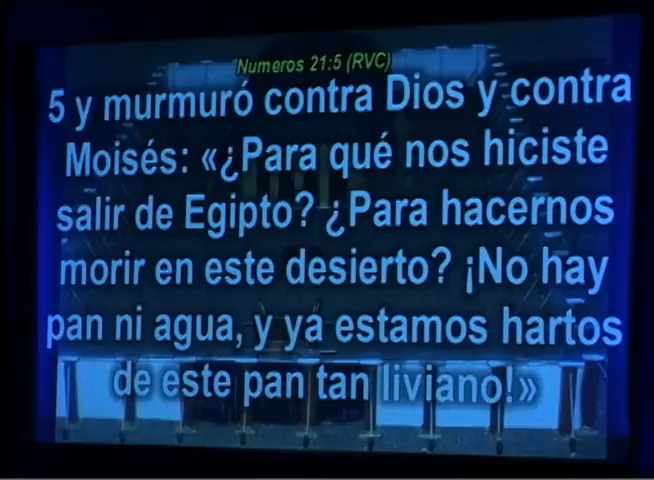 Numeros 21:5 (RVC)
5 y murmuró contra Dios y contra
Moisés: «¿Para qué nos hiciste
salir de Egipto? ¿Para hacernos
morir en este desierto? ¡No hay
pan ni agua, y ya estamos hartos
de este pan tan liviano!»